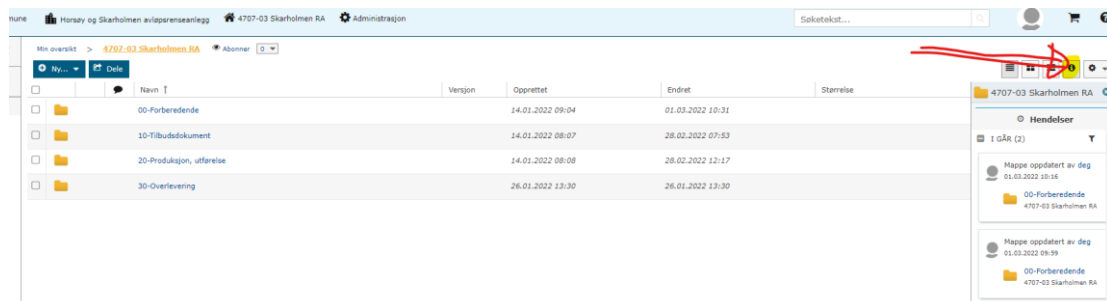 mune Horsøy og Skarholmen avløpsrenseanlegg 4707-03 Skarholmen RA Administrasjon Søketekst...
Min oversikt > 4707-03 Skarholmen RA Abonner 0
Ny... Dele
Navn ↑ Versjon Opprettet Endret Størrelse
00-Forberedende 14.01.2022 09:04 01.03.2022 10:31
10-Tilbudsdokument 14.01.2022 08:07 28.02.2022 07:53
20-Produksjon, utførelse 14.01.2022 08:08 28.02.2022 12:17
30-Overlevering 26.01.2022 13:30 26.01.2022 13:30
4707-03 Skarholmen RA
Hendelser
I GÅR (2)
Mappe oppdatert av deg
01.03.2022 10:16
00-Forberedende
4707-03 Skarholmen RA
Mappe oppdatert av deg
01.03.2022 09:59
00-Forberedende
4707-03 Skarholmen RA